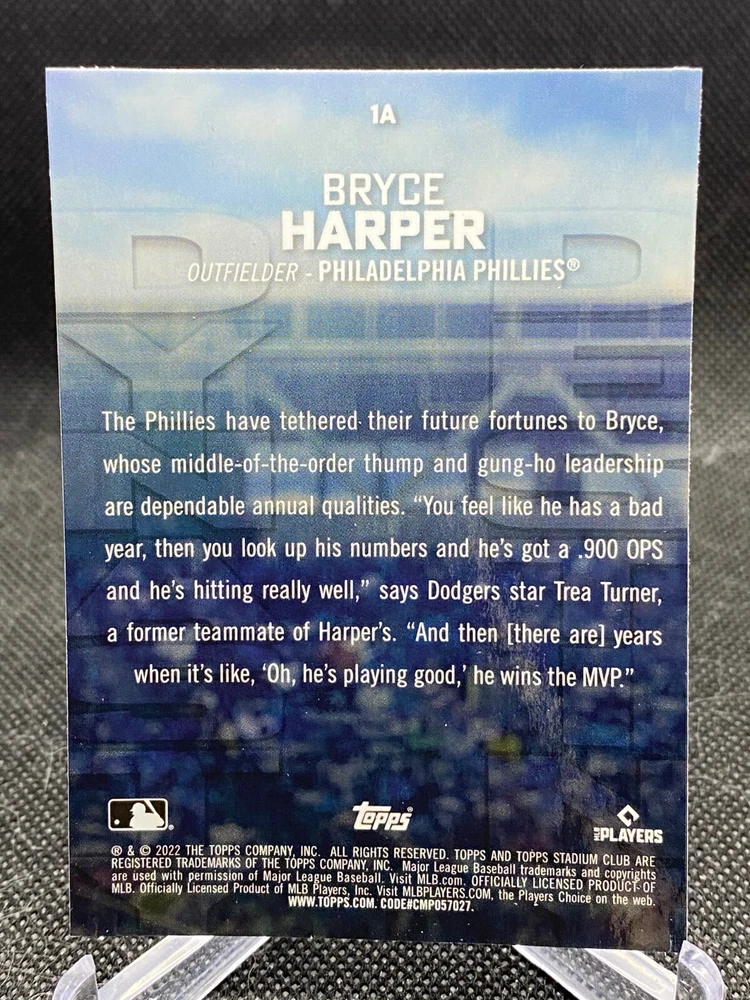 1A
BRYCE
HARPER
OUTFIELDER - PHILADELPHIA PHILLIES®
The Phillies have tethered their future fortunes to Bryce,
whose middle-of-the-order thump and gung-ho leadership
are dependable annual qualities. “You feel like he has a bad
year, then you look up his numbers and he’s got a .900 OPS
and he’s hitting really well,” says Dodgers star Trea Turner,
a former teammate of Harper’s. “And then [there are] years
when it’s like, ‘Oh, he’s playing good,’ he wins the MVP.”
Topps®
MLB PLAYERS
® & © 2022 THE TOPPS COMPANY, INC. ALL RIGHTS RESERVED. TOPPS AND TOPPS STADIUM CLUB ARE
REGISTERED TRADEMARKS OF THE TOPPS COMPANY, INC. Major League Baseball trademarks and copyrights
are used with permission of Major League Baseball. Visit MLB.com. OFFICIALLY LICENSED PRODUCT OF
MLB. Officially Licensed Product of MLB Players, Inc. Visit MLBPLAYERS.COM, the Players Choice on the web.
WWW.TOPPS.COM. CODE#CMP057027.